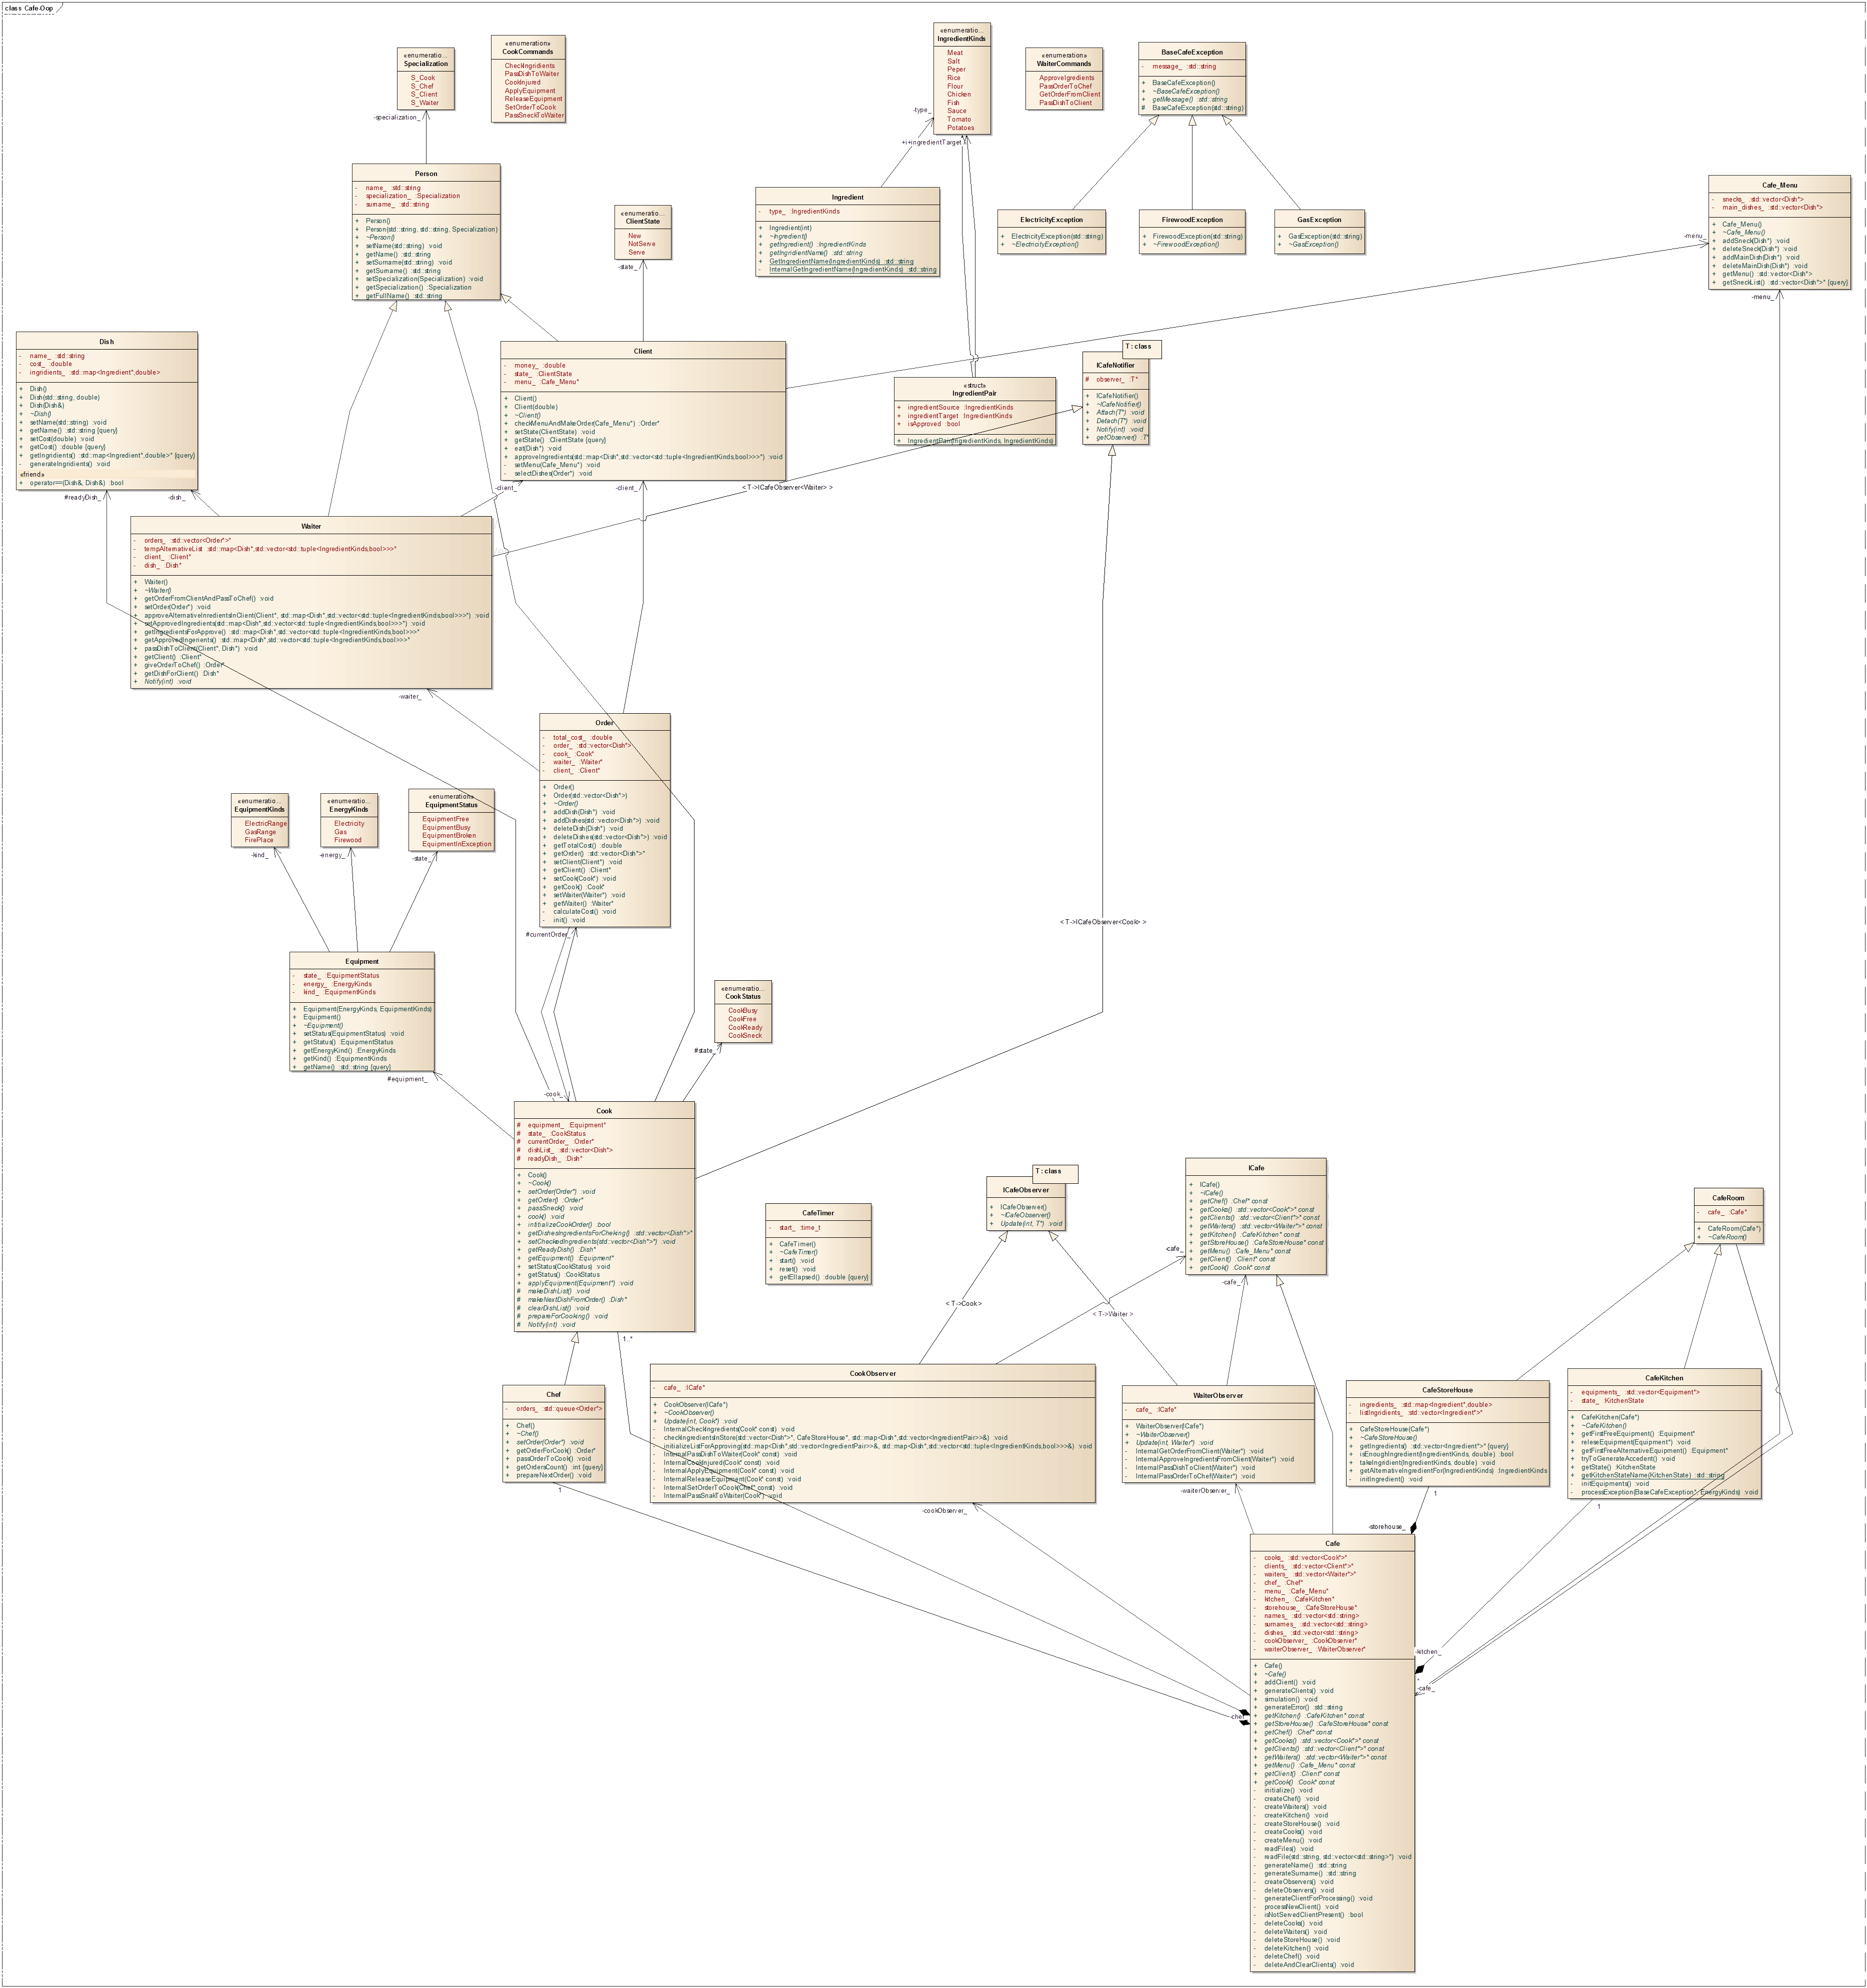 class Cafe-Oop
«enumeratio...
Specialization
S_Cook
S_Chef
S_Client
S_Waiter
-specialization_
«enumeration»
CookCommands
CheckIngridients
PassDishToWaiter
CookInjured
ApplyEquipment
ReleaseEquipment
SetOrderToCook
PassSneckToWaiter
«enumeratio...
IngredientKinds
Meat
Salt
Peper
Rice
Flour
Chicken
Fish
Sauce
Tomato
Potatoes
-type_
+i+ingredientTarget
«enumeration»
WaiterCommands
ApproveIgredients
PassOrderToChef
GetOrderFromClient
PassDishToClient
BaseCafeException
- message_ :std::string
+ BaseCafeException()
+ ~BaseCafeException()
+ getMessage() :std::string
# BaseCafeException(std::string)
Person
- name_ :std::string
- specialization_ :Specialization
- surname_ :std::string
+ Person()
+ Person(std::string, std::string, Specialization)
+ ~Person()
+ setName(std::string) :void
+ getName() :std::string
+ setSurname(std::string) :void
+ getSurname() :std::string
+ setSpecialization(Specialization) :void
+ getSpecialization() :Specialization
+ getFullName() :std::string
«enumeratio...
ClientState
New
NotServe
Serve
-state_
Ingredient
- type_ :IngredientKinds
+ Ingredient(int)
+ ~Ingredient()
+ getIngredient() :IngredientKinds
+ getIngredientName() :std::string
+ GetIngredientName(IngredientKinds) :std::string
- InternalGetIngredientName(IngredientKinds) :std::string
ElectricityException
+ ElectricityException(std::string)
+ ~ElectricityException()
FirewoodException
+ FirewoodException(std::string)
+ ~FirewoodException()
GasException
+ GasException(std::string)
+ ~GasException()
Cafe_Menu
- snecks_ :std::vector<Dish*>
- main_dishes_ :std::vector<Dish*>
+ Cafe_Menu()
+ ~Cafe_Menu()
+ addSneck(Dish*) :void
+ deleteSneck(Dish*) :void
+ addMainDish(Dish*) :void
+ deleteMainDish(Dish*) :void
+ getMenu() :std::vector<Dish*>
+ getSneckList() :std::vector<Dish*>* {query}
-menu_
-menu_
Dish
- name_ :std::string
- cost_ :double
- ingridients_ :std::map<Ingredient*,double>
+ Dish()
+ Dish(std::string, double)
+ Dish(Dish&)
+ ~Dish()
+ setName(std::string) :void
+ getName() :std::string {query}
+ setCost(double) :void
+ getCost() :double {query}
+ getIngridients() :std::map<Ingredient*,double>* {query}
- generateIngridients() :void
«friend»
+ operator==(Dish&, Dish&) :bool
#readyDish_
-dish_
Client
- money_ :double
- state_ :ClientState
- menu_ :Cafe_Menu*
+ Client()
+ Client(double)
+ ~Client()
+ checkMenuAndMakeOrder(Cafe_Menu*) :Order*
+ setState(ClientState) :void
+ getState() :ClientState {query}
+ eat(Dish*) :void
+ approveIngredients(std::map<Dish*,std::vector<std::tuple<IngredientKinds,bool>>>*) :void
- setMenu(Cafe_Menu*) :void
- selectDishes(Order*) :void
-client_
-client_
«struct»
IngredientPair
+ ingredientSource :IngredientKinds
+ ingredientTarget :IngredientKinds
+ isApproved :bool
+ IngredientPair(IngredientKinds, IngredientKinds)
T : class
ICafeNotifier
# observer_ :T*
+ ICafeNotifier()
+ ~ICafeNotifier()
+ Attach(T*) :void
+ Detach(T*) :void
+ Notify(int) :void
+ getObserver() :T*
< T->ICafeObserver<Waiter> >
Waiter
- orders_ :std::vector<Order*>*
- tempAlternativeList :std::map<Dish*,std::vector<std::tuple<IngredientKinds,bool>>>*
- client_ :Client*
- dish_ :Dish*
+ Waiter()
+ ~Waiter()
+ getOrderFromClientAndPassToChef() :void
+ setOrder(Order*) :void
+ approveAlternativeInredientsInClient(Client*, std::map<Dish*,std::vector<std::tuple<IngredientKinds,bool>>>*) :void
+ setApprovedIngredients(std::map<Dish*,std::vector<std::tuple<IngredientKinds,bool>>>*) :void
+ getIngredientsForApprove() :std::map<Dish*,std::vector<std::tuple<IngredientKinds,bool>>>*
+ getApprovedIngerients() :std::map<Dish*,std::vector<std::tuple<IngredientKinds,bool>>>*
+ passDishToClient(Client*, Dish*) :void
+ getClient() :Client*
+ giveOrderToChef() :Order*
+ getDishForClient() :Dish*
+ Notify(int) :void
-waiter_
Order
- total_cost_ :double
- order_ :std::vector<Dish*>
- cook_ :Cook*
- waiter_ :Waiter*
- client_ :Client*
+ Order()
+ Order(std::vector<Dish*>)
+ ~Order()
+ addDish(Dish*) :void
+ addDishes(std::vector<Dish*>) :void
+ deleteDish(Dish*) :void
+ deleteDishes(std::vector<Dish*>) :void
+ getTotalCost() :double
+ getOrder() :std::vector<Dish*>*
+ setClient(Client*) :void
+ getClient() :Client*
+ setCook(Cook*) :void
+ getCook() :Cook*
+ setWaiter(Waiter*) :void
+ getWaiter() :Waiter*
- calculateCost() :void
- init() :void
#currentOrder_
«enumeratio...
EquipmentKinds
ElectricRange
GasRange
FirePlace
-kind_
«enumeratio...
EnergyKinds
Electricity
Gas
Firewood
-energy_
«enumeration»
EquipmentStatus
EquipmentFree
EquipmentBusy
EquipmentBroken
EquipmentInException
-state_
< T->ICafeObserver<Cook> >
Equipment
- state_ :EquipmentStatus
- energy_ :EnergyKinds
- kind_ :EquipmentKinds
+ Equipment(EnergyKinds, EquipmentKinds)
+ Equipment()
+ ~Equipment()
+ setStatus(EquipmentStatus) :void
+ getStatus() :EquipmentStatus
+ getEnergyKind() :EnergyKinds
+ getKind() :EquipmentKinds
+ getName() :std::string {query}
#equipment_
«enumeratio...
CookStatus
CookBusy
CookFree
CookReady
CookSneck
#state_
-cook_
Cook
# equipment_ :Equipment*
# state_ :CookStatus
# currentOrder_ :Order*
# dishList_ :std::vector<Dish*>
# readyDish_ :Dish*
+ Cook()
+ ~Cook()
+ setOrder(Order*) :void
+ getOrder() :Order*
+ passSneck() :void
+ cook() :void
+ initializeCookOrder() :bool
+ getDishesIngredientsForCheking() :std::vector<Dish*>*
+ setCheckedIngredients(std::vector<Dish*>*) :void
+ getReadyDish() :Dish*
+ getEquipment() :Equipment*
+ setStatus(CookStatus) :void
+ getStatus() :CookStatus
+ applyEquipment(Equipment*) :void
# makeDishList() :void
# makeNextDishFromOrder() :Dish*
# clearDishList() :void
# prepareForCooking() :void
# Notify(int) :void
1..*
CafeTimer
- start_ :time_t
+ CafeTimer()
+ ~CafeTimer()
+ start() :void
+ reset() :void
+ getEllapsed() :double {query}
T : class
ICafeObserver
+ ICafeObserver()
+ ~ICafeObserver()
+ Update(int, T*) :void
< T->Cook >
< T->Waiter >
ICafe
+ ICafe()
+ ~ICafe()
+ getChef() :Chef* const
+ getCooks() :std::vector<Cook*>* const
+ getClients() :std::vector<Client*>* const
+ getWaiters() :std::vector<Waiter*>* const
+ getKitchen() :CafeKitchen* const
+ getStoreHouse() :CafeStoreHouse* const
+ getMenu() :Cafe_Menu* const
+ getClient() :Client* const
+ getCook() :Cook* const
-cafe_
-cafe_
CafeRoom
- cafe_ :Cafe*
+ CafeRoom(Cafe*)
+ ~CafeRoom()
Chef
- orders_ :std::queue<Order*>
+ Chef()
+ ~Chef()
+ setOrder(Order*) :void
+ getOrderForCook() :Order*
+ passOrderToCook() :void
+ getOrdersCount() :int {query}
+ prepareNextOrder() :void
1
CookObserver
- cafe_ :ICafe*
+ CookObserver(ICafe*)
+ ~CookObserver()
+ Update(int, Cook*) :void
- InternalCheckIngredients(Cook* const) :void
- checkIngredientsInStore(std::vector<Dish*>*, CafeStoreHouse*, std::map<Dish*,std::vector<IngredientPair>>&) :void
- initializeListForApproving(std::map<Dish*,std::vector<IngredientPair>>&, std::map<Dish*,std::vector<std::tuple<IngredientKinds,bool>>>&) :void
- InternalPassDishToWaiter(Cook* const) :void
- InternalCookInjured(Cook* const) :void
- InternalApplyEquipment(Cook* const) :void
- InternalReleaseEquipment(Cook* const) :void
- InternalSetOrderToCook(Chef* const) :void
- InternalPassSnakToWaiter(Cook*) :void
-cookObserver_
WaiterObserver
- cafe_ :ICafe*
+ WaiterObserver(ICafe*)
+ ~WaiterObserver()
+ Update(int, Waiter*) :void
- InternalGetOrderFromClient(Waiter*) :void
- InternalApproveIngredientsFromClient(Waiter*) :void
- InternalPassDishToClient(Waiter*) :void
- InternalPassOrderToChef(Waiter*) :void
-waiterObserver_
CafeStoreHouse
- ingredients_ :std::map<Ingredient*,double>
- listIngridients_ :std::vector<Ingredient*>*
+ CafeStoreHouse(Cafe*)
+ ~CafeStoreHouse()
+ getIngredients() :std::vector<Ingredient*>* {query}
+ isEnoughIngredient(IngredientKinds, double) :bool
+ takeIngridient(IngredientKinds, double) :void
+ getAlternativeIngredientFor(IngredientKinds) :IngredientKinds
- initIngredient() :void
1
-storehouse_
CafeKitchen
- equipments_ :std::vector<Equipment*>
- state_ :KitchenState
+ CafeKitchen(Cafe*)
+ ~CafeKitchen()
+ getFirstFreeEquipment() :Equipment*
+ releseEquipment(Equipment*) :void
+ getFirstFreeAlternativeEquipment() :Equipment*
+ tryToGenerateAccedent() :void
+ getState() :KitchenState
+ getKitchenStateName(KitchenState) :std::string
- initEquipments() :void
- processException(BaseCafeException*, EnergyKinds) :void
1
Cafe
- cooks_ :std::vector<Cook*>*
- clients_ :std::vector<Client*>*
- waiters_ :std::vector<Waiter*>*
- chef_ :Chef*
- menu_ :Cafe_Menu*
- kitchen_ :CafeKitchen*
- storehouse_ :CafeStoreHouse*
- names_ :std::vector<std::string>
- surnames_ :std::vector<std::string>
- dishes_ :std::vector<std::string>
- cookObserver_ :CookObserver*
- waiterObserver_ :WaiterObserver*
+ Cafe()
+ ~Cafe()
+ addClient() :void
+ generateClients() :void
+ simulation() :void
+ generateError() :std::string
+ getKitchen() :CafeKitchen* const
+ getStoreHouse() :CafeStoreHouse* const
+ getChef() :Chef* const
+ getCooks() :std::vector<Cook*>* const
+ getClients() :std::vector<Client*>* const
+ getWaiters() :std::vector<Waiter*>* const
+ getMenu() :Cafe_Menu* const
+ getClient() :Client* const
+ getCook() :Cook* const
- initialize() :void
- createChef() :void
- createWaiters() :void
- createKitchen() :void
- createStoreHouse() :void
- createCooks() :void
- createMenu() :void
- readFiles() :void
- readFile(std::string, std::vector<std::string>*) :void
- generateName() :std::string
- generateSurname() :std::string
- createObservers() :void
- deleteObservers() :void
- generateClientForProcessing() :void
- processNewClient() :void
- isNotServedClientPresent() :bool
- deleteCooks() :void
- deleteWaiters() :void
- deleteStoreHouse() :void
- deleteKitchen() :void
- deleteChef() :void
- deleteAndClearClients() :void
-kitchen_
-cafe_
-chef